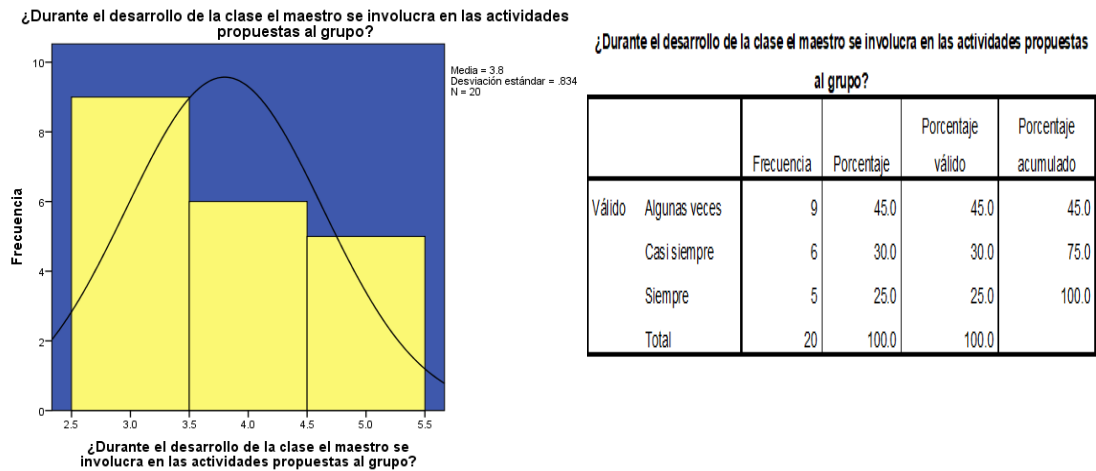 ¿Durante el desarrollo de la clase el maestro se involucra en las actividades
propuestas al grupo?
Media = 3.8
Desviación estándar = .834
N = 20
10
8
6
4
2
0
Frecuencia
2.5 3.0 3.5 4.0 4.5 5.0 5.5
¿Durante el desarrollo de la clase el maestro se
involucra en las actividades propuestas al grupo?
¿Durante el desarrollo de la clase el maestro se involucra en las actividades propuestas
al grupo?
Frecuencia Porcentaje Porcentaje válido Porcentaje acumulado
Válido Algunas veces 9 45.0 45.0 45.0
Casi siempre 6 30.0 30.0 75.0
Siempre 5 25.0 25.0 100.0
Total 20 100.0 100.0